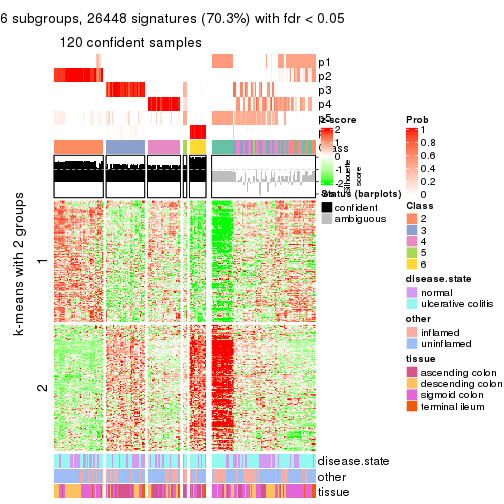 6 subgroups, 26448 signatures (70.3%) with fdr < 0.05
120 confident samples
p1
p2
p3
p4
p5
z-score
2
1
0
-1
-2
silhouette
score
Status (barplots)
confident
ambiguous
Prob
1
0.8
0.6
0.4
0.2
0
Class
2
3
4
5
6
disease.state
normal
ulcerative colitis
other
inflamed
uninflamed
tissue
ascending colon
descending colon
sigmoid colon
terminal ileum
k-means with 2 groups
1
2
disease.state
other
tissue